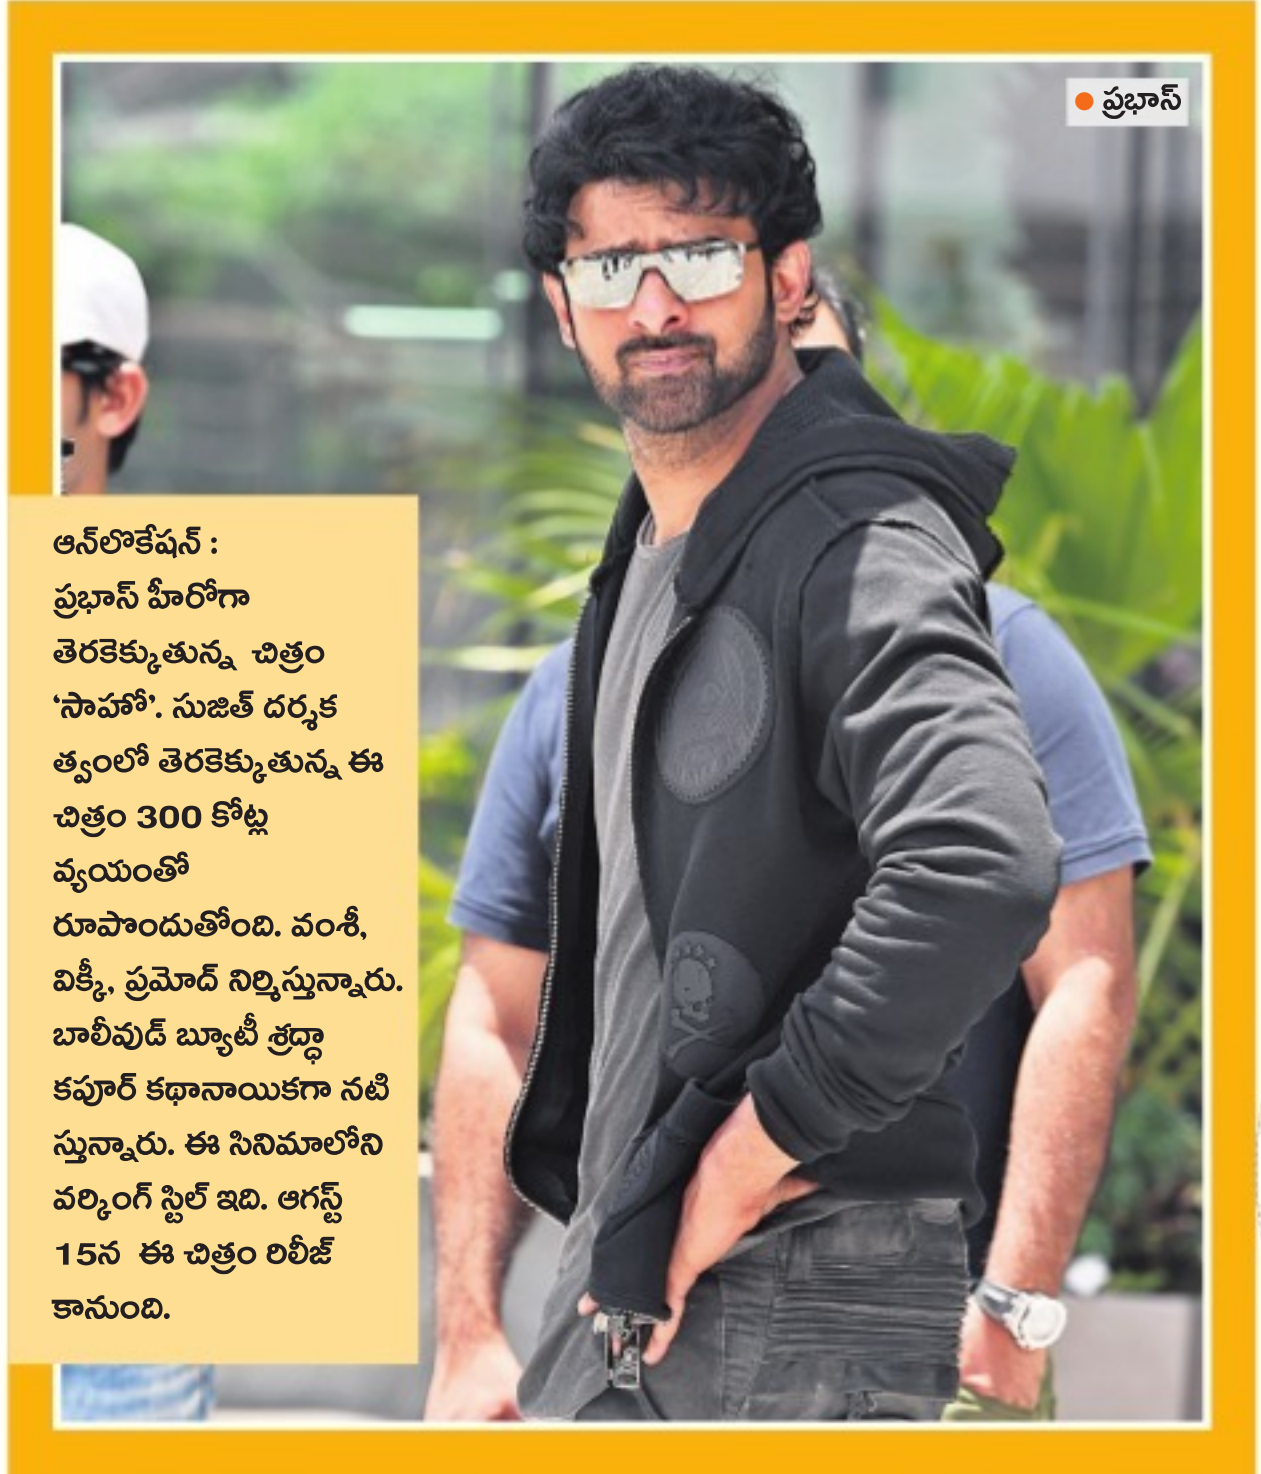 ● ప్రభాస్
ఆన్‌లొకేషన్ :
ప్రభాస్ హీరోగా
తెరకెక్కుతున్న చిత్రం
‘సాహో’. సుజిత్ దర్శక
త్వంలో తెరకెక్కుతున్న ఈ
చిత్రం 300 కోట్ల
వ్యయంతో
రూపొందుతోంది. వంశీ,
విక్కీ, ప్రమోద్ నిర్మిస్తున్నారు.
బాలీవుడ్ బ్యూటీ శ్రద్ధా
కపూర్ కథానాయికగా నటి
స్తున్నారు. ఈ సినిమాలోని
వర్కింగ్ స్టిల్ ఇది. ఆగస్ట్
15న ఈ చిత్రం రిలీజ్
కానుంది.